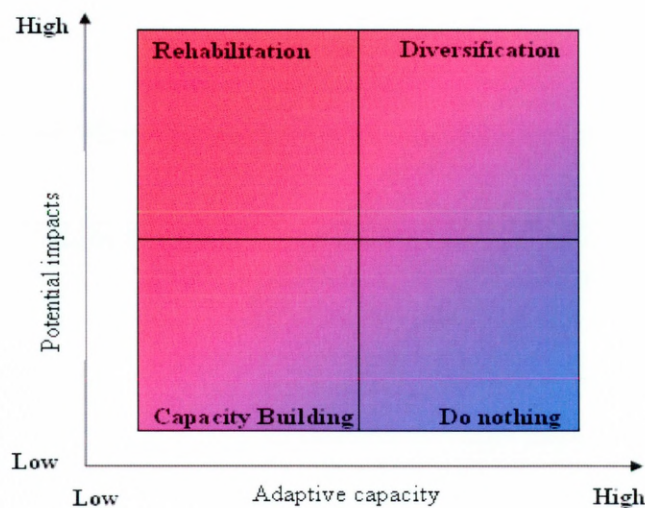 High
Rehabilitation
Diversification
Potential impacts
Capacity Building
Do nothing
Low
Low
Adaptive capacity
High